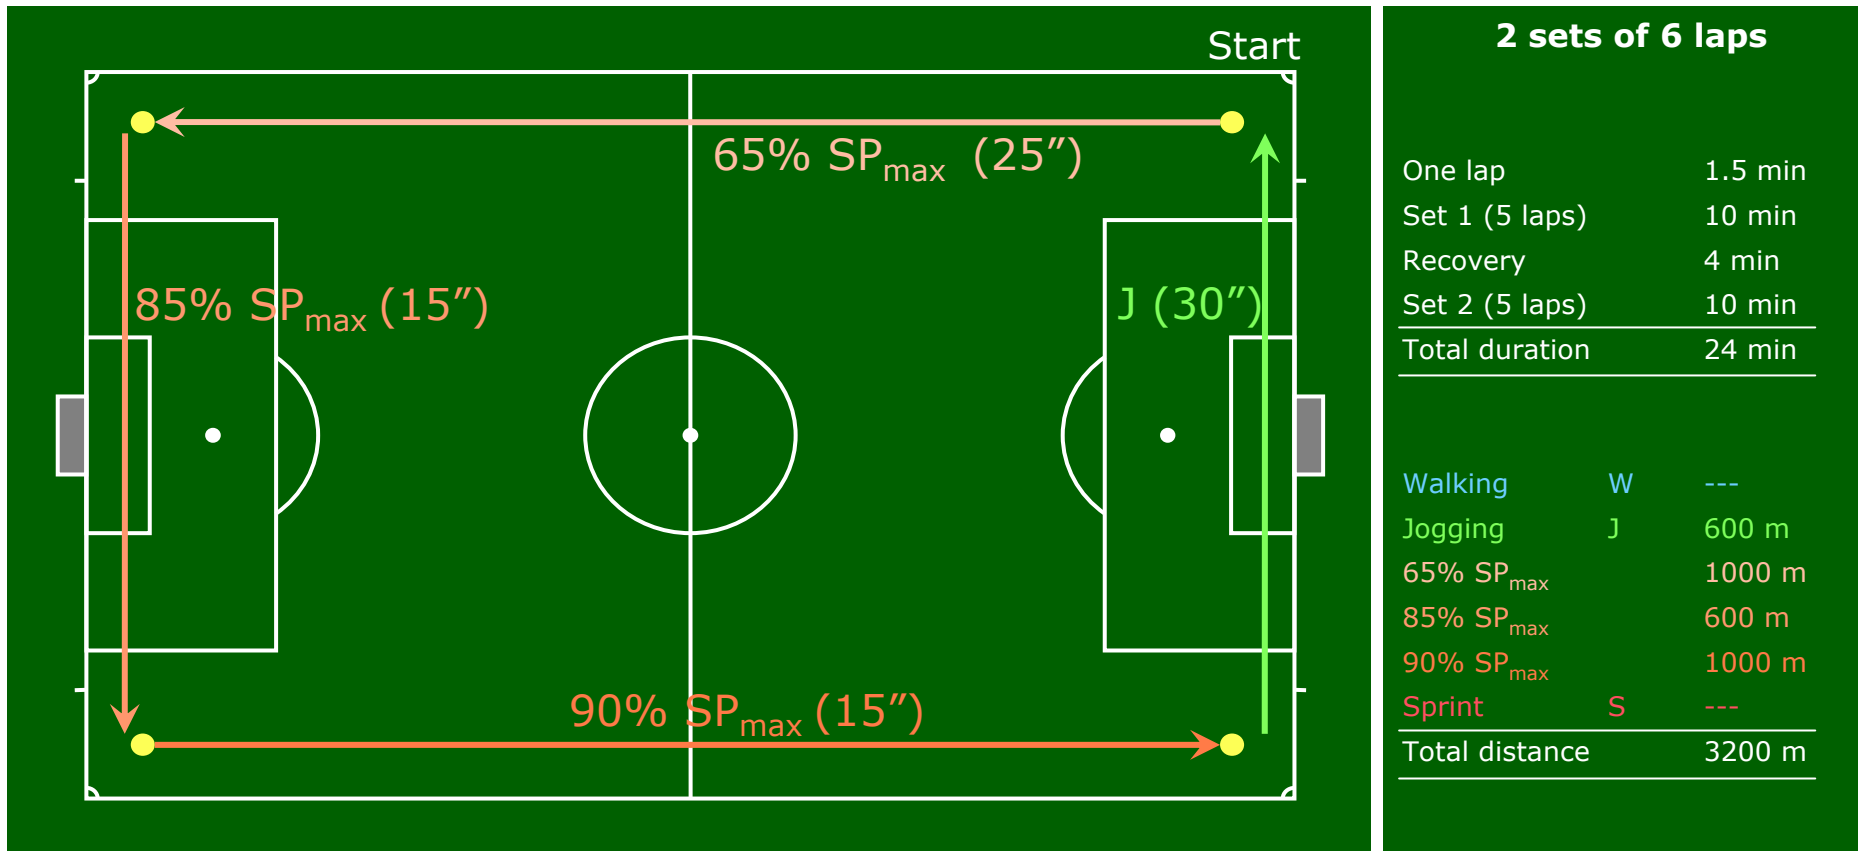 Start
65% SPmax (25″)
85% SPmax (15″)
J (30″)
90% SPmax (15″)
2 sets of 6 laps
One lap 1.5 min
Set 1 (5 laps) 10 min
Recovery 4 min
Set 2 (5 laps) 10 min
Total duration 24 min
Walking W ---
Jogging J 600 m
65% SPmax 1000 m
85% SPmax 600 m
90% SPmax 1000 m
Sprint S ---
Total distance 3200 m